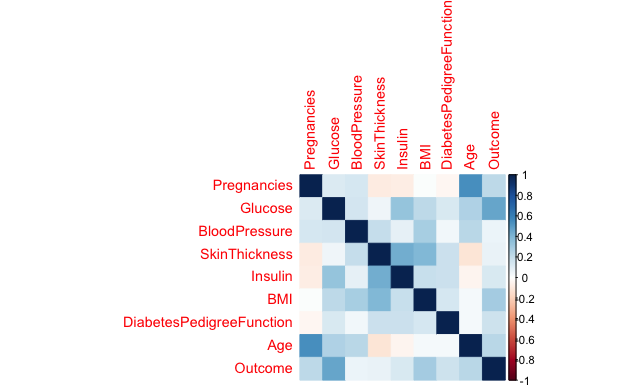 Pregnancies
Glucose
BloodPressure
SkinThickness
Insulin
BMI
DiabetesPedigreeFunction
Age
Outcome
Pregnancies
Glucose
BloodPressure
SkinThickness
Insulin
BMI
DiabetesPedigreeFunction
Age
Outcome
1
0.8
0.6
0.4
0.2
0
-0.2
-0.4
-0.6
-0.8
-1